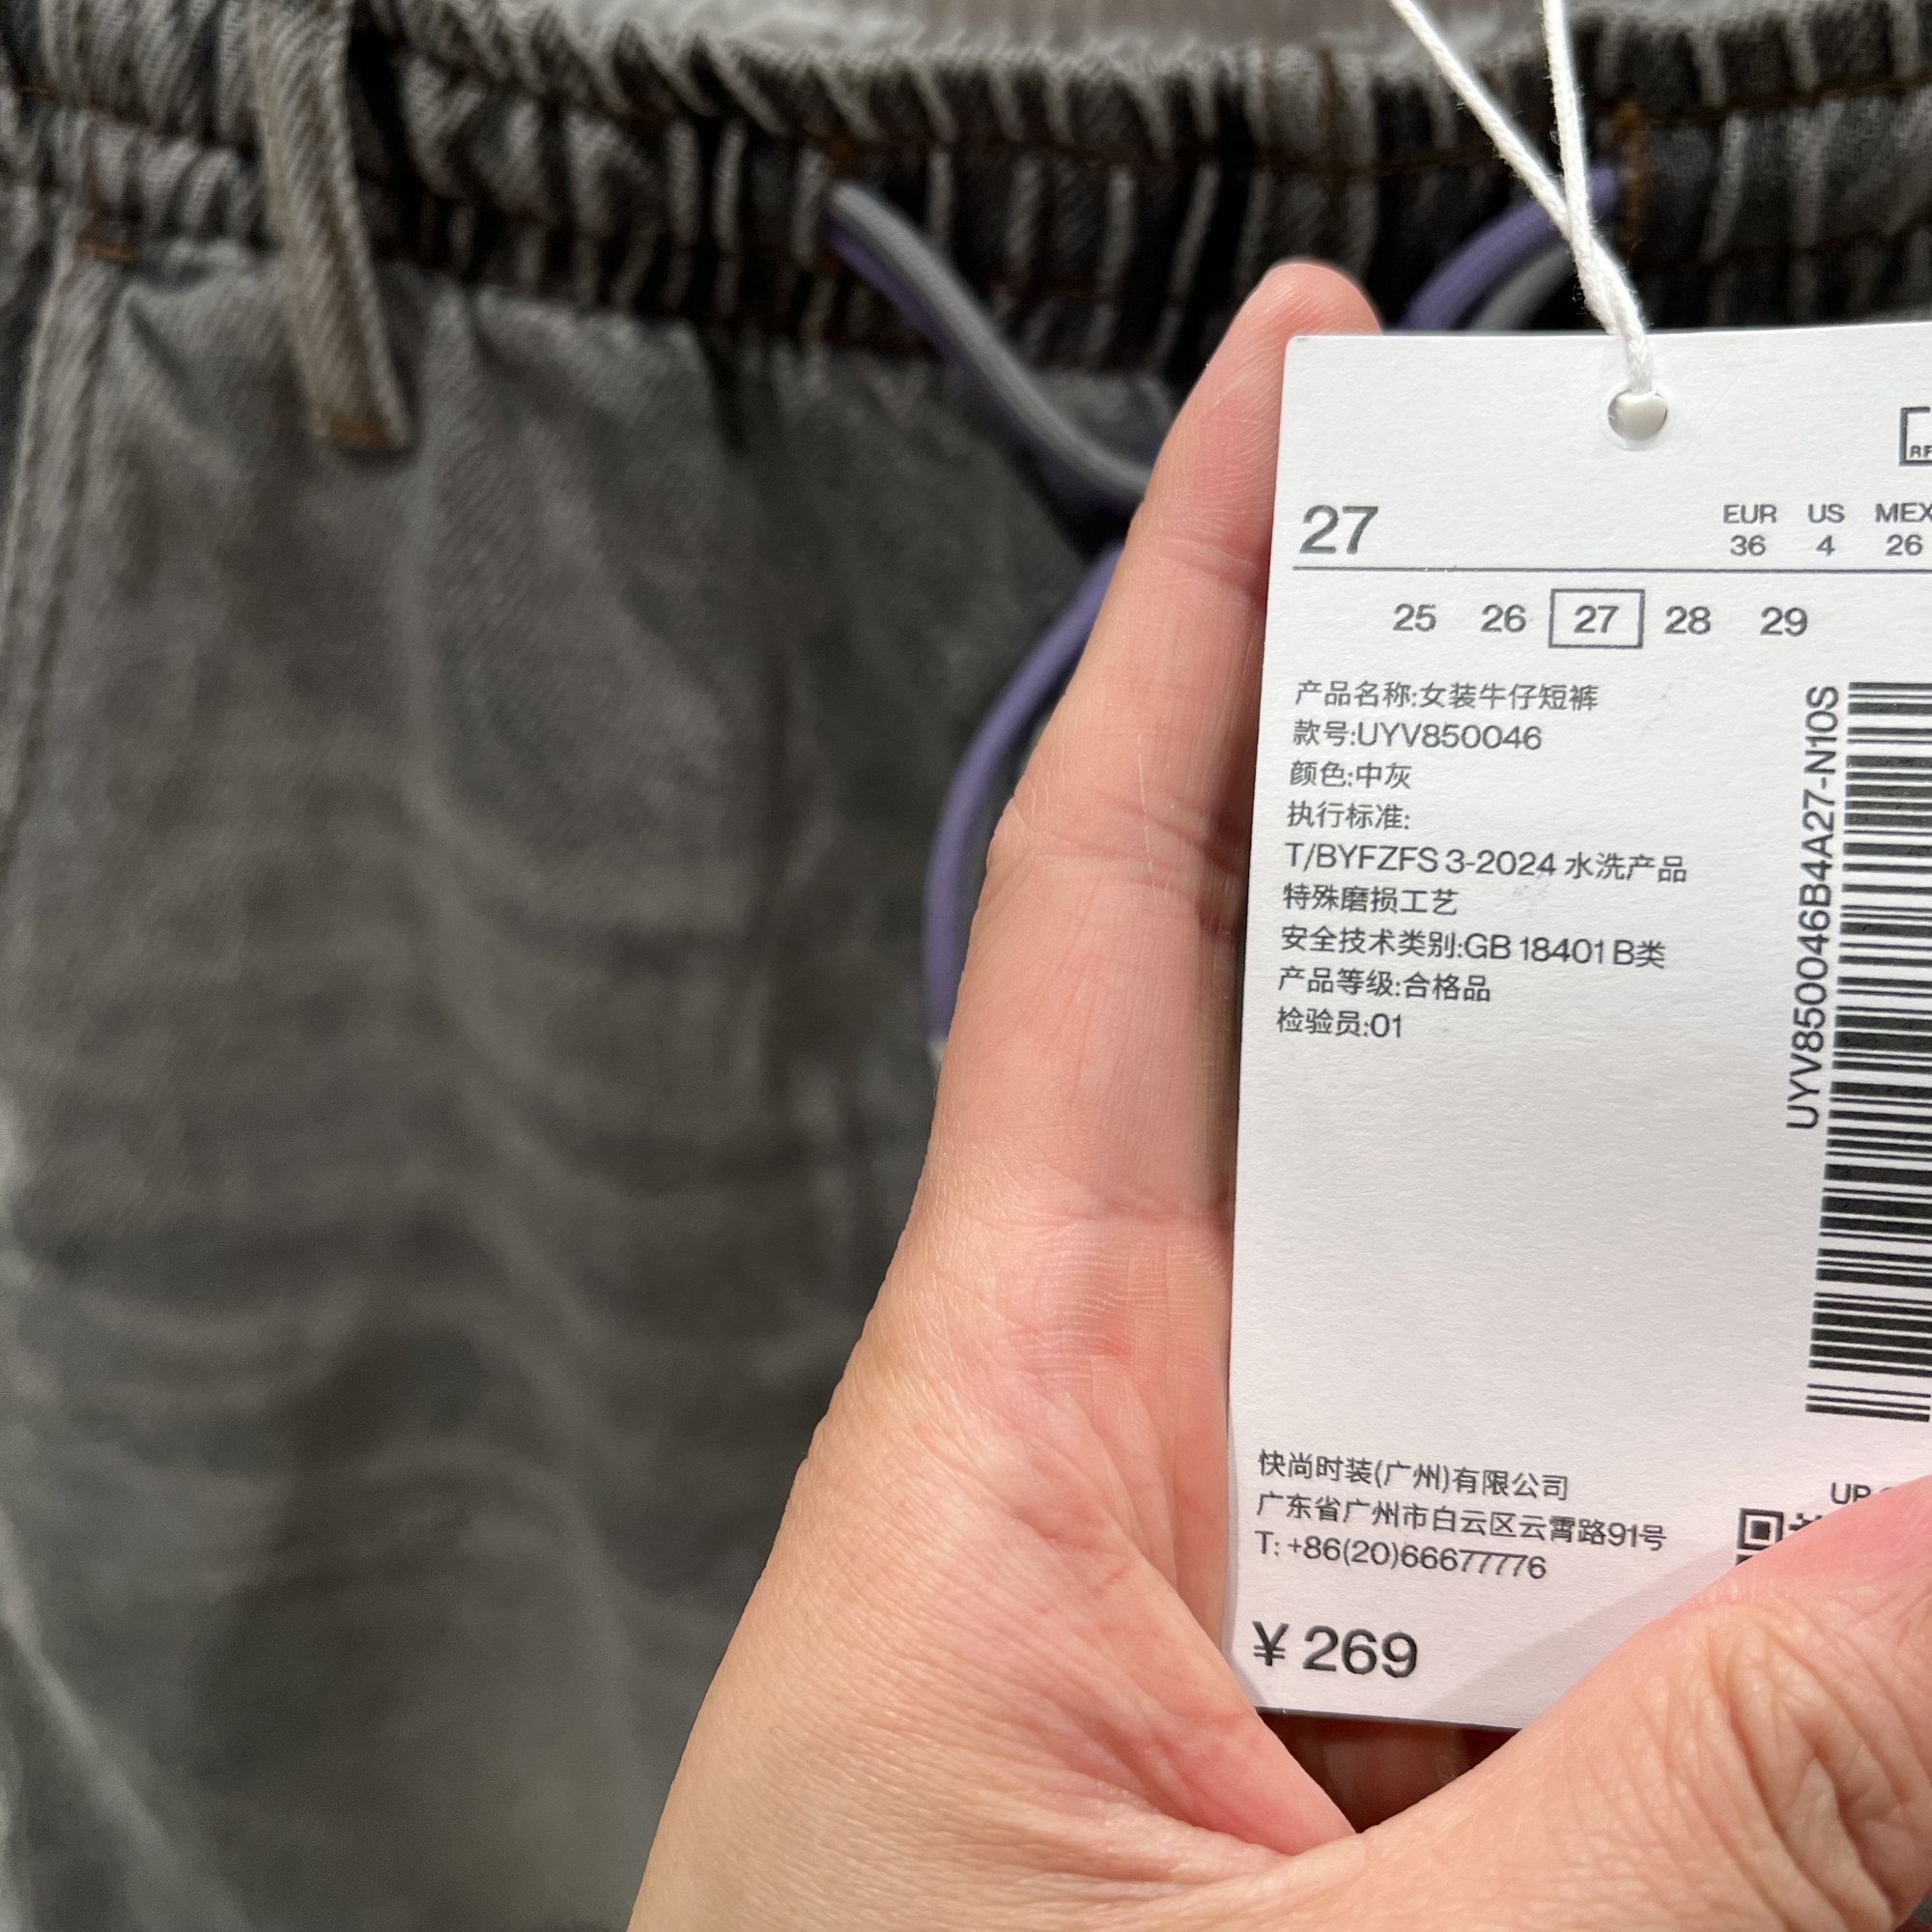 27
EUR US MEX
36 4 26
25 26 27 28 29
产品名称:女装牛仔短裤
款号:UYV850046
颜色:中灰
执行标准:
T/BYFZFS 3-2024 水洗产品
特殊磨损工艺
安全技术类别:GB 18401 B类
产品等级:合格品
检验员:01
UYV850046B4A27-N10S
快尚时装(广州)有限公司
广东省广州市白云区云霄路91号
T: +86(20)66677776
¥ 269